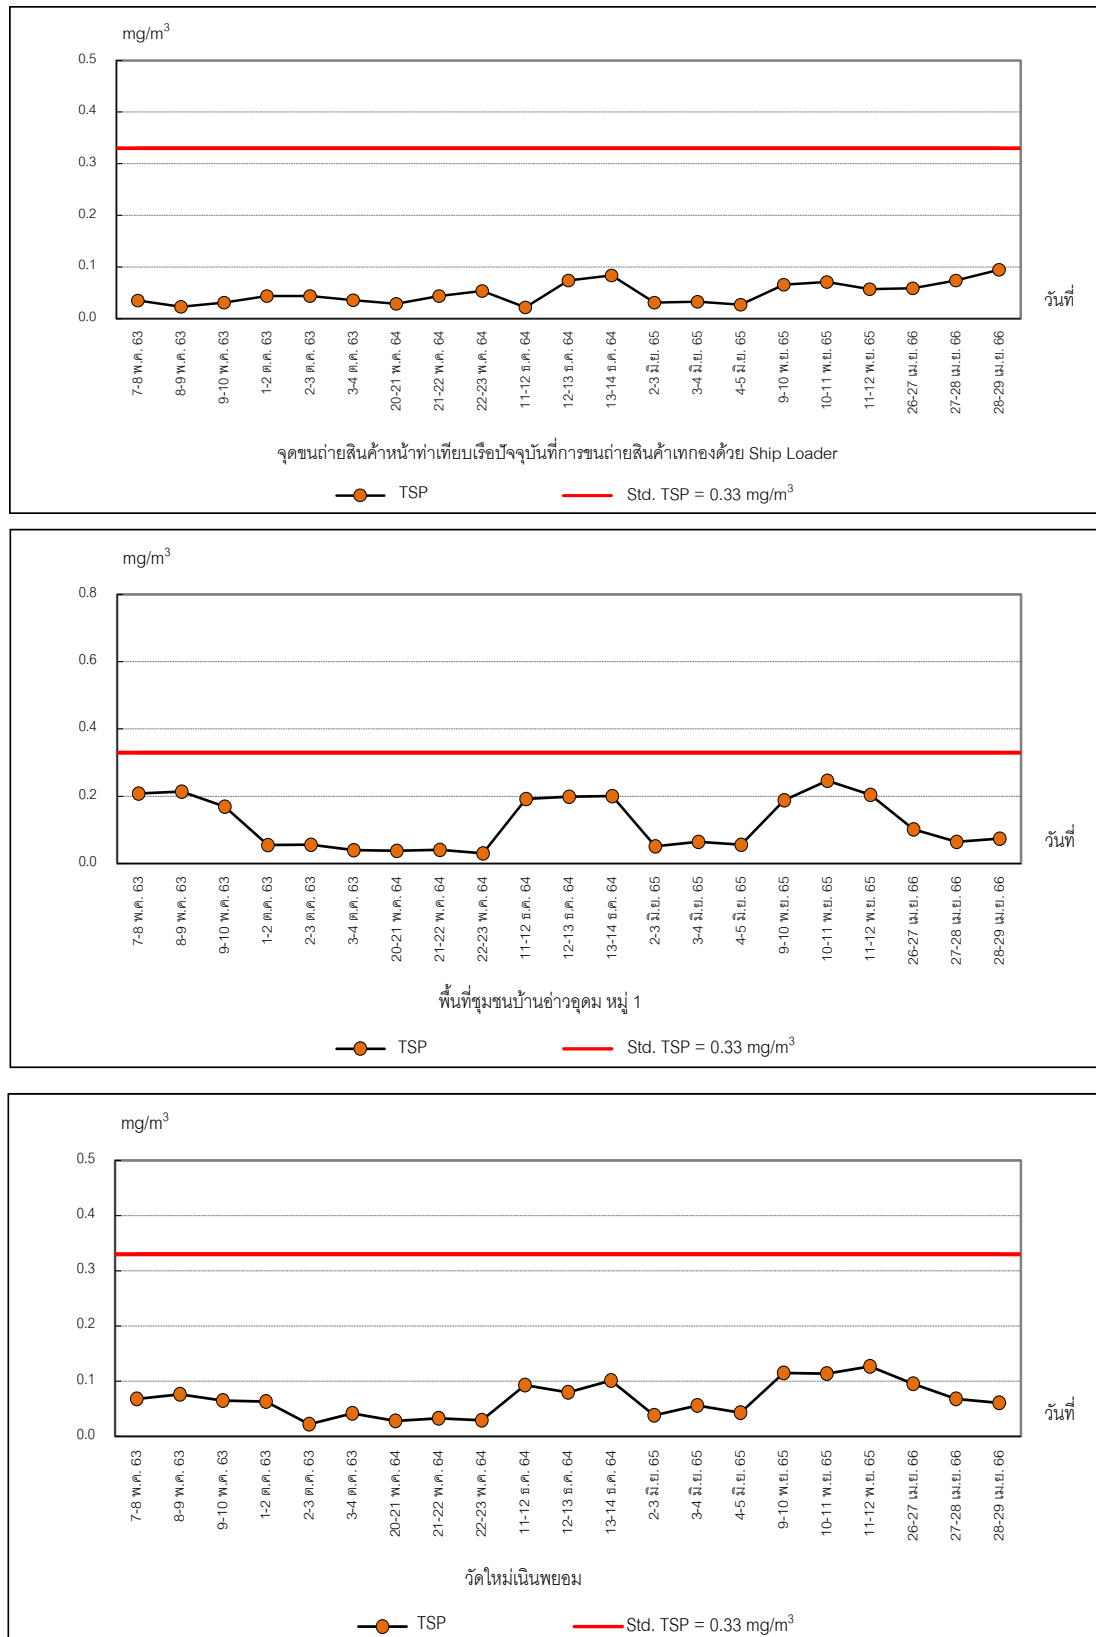 mg/m³
0.5
0.4
0.3
0.2
0.1
0.0
วันที่
7-8 พ.ค. 63
8-9 พ.ค. 63
9-10 พ.ค. 63
1-2 ต.ค. 63
2-3 ต.ค. 63
3-4 ต.ค. 63
20-21 พ.ค. 64
21-22 พ.ค. 64
22-23 พ.ค. 64
11-12 ธ.ค. 64
12-13 ธ.ค. 64
13-14 ธ.ค. 64
2-3 มิ.ย. 65
3-4 มิ.ย. 65
4-5 มิ.ย. 65
9-10 พ.ย. 65
10-11 พ.ย. 65
11-12 พ.ย. 65
26-27 เม.ย. 66
27-28 เม.ย. 66
28-29 เม.ย. 66
จุดขนถ่ายสินค้าหน้าท่าเทียบเรือปัจจุบันที่การขนถ่ายสินค้าเทกองด้วย Ship Loader
TSP Std. TSP = 0.33 mg/m³
mg/m³
0.8
0.6
0.4
0.2
0.0
วันที่
7-8 พ.ค. 63
8-9 พ.ค. 63
9-10 พ.ค. 63
1-2 ต.ค. 63
2-3 ต.ค. 63
3-4 ต.ค. 63
20-21 พ.ค. 64
21-22 พ.ค. 64
22-23 พ.ค. 64
11-12 ธ.ค. 64
12-13 ธ.ค. 64
13-14 ธ.ค. 64
2-3 มิ.ย. 65
3-4 มิ.ย. 65
4-5 มิ.ย. 65
9-10 พ.ย. 65
10-11 พ.ย. 65
11-12 พ.ย. 65
26-27 เม.ย. 66
27-28 เม.ย. 66
28-29 เม.ย. 66
พื้นที่ชุมชนบ้านอ่าวอุดม หมู่ 1
TSP Std. TSP = 0.33 mg/m³
mg/m³
0.5
0.4
0.3
0.2
0.1
0.0
วันที่
7-8 พ.ค. 63
8-9 พ.ค. 63
9-10 พ.ค. 63
1-2 ต.ค. 63
2-3 ต.ค. 63
3-4 ต.ค. 63
20-21 พ.ค. 64
21-22 พ.ค. 64
22-23 พ.ค. 64
11-12 ธ.ค. 64
12-13 ธ.ค. 64
13-14 ธ.ค. 64
2-3 มิ.ย. 65
3-4 มิ.ย. 65
4-5 มิ.ย. 65
9-10 พ.ย. 65
10-11 พ.ย. 65
11-12 พ.ย. 65
26-27 เม.ย. 66
27-28 เม.ย. 66
28-29 เม.ย. 66
วัดใหม่เนินพยอม
TSP Std. TSP = 0.33 mg/m³